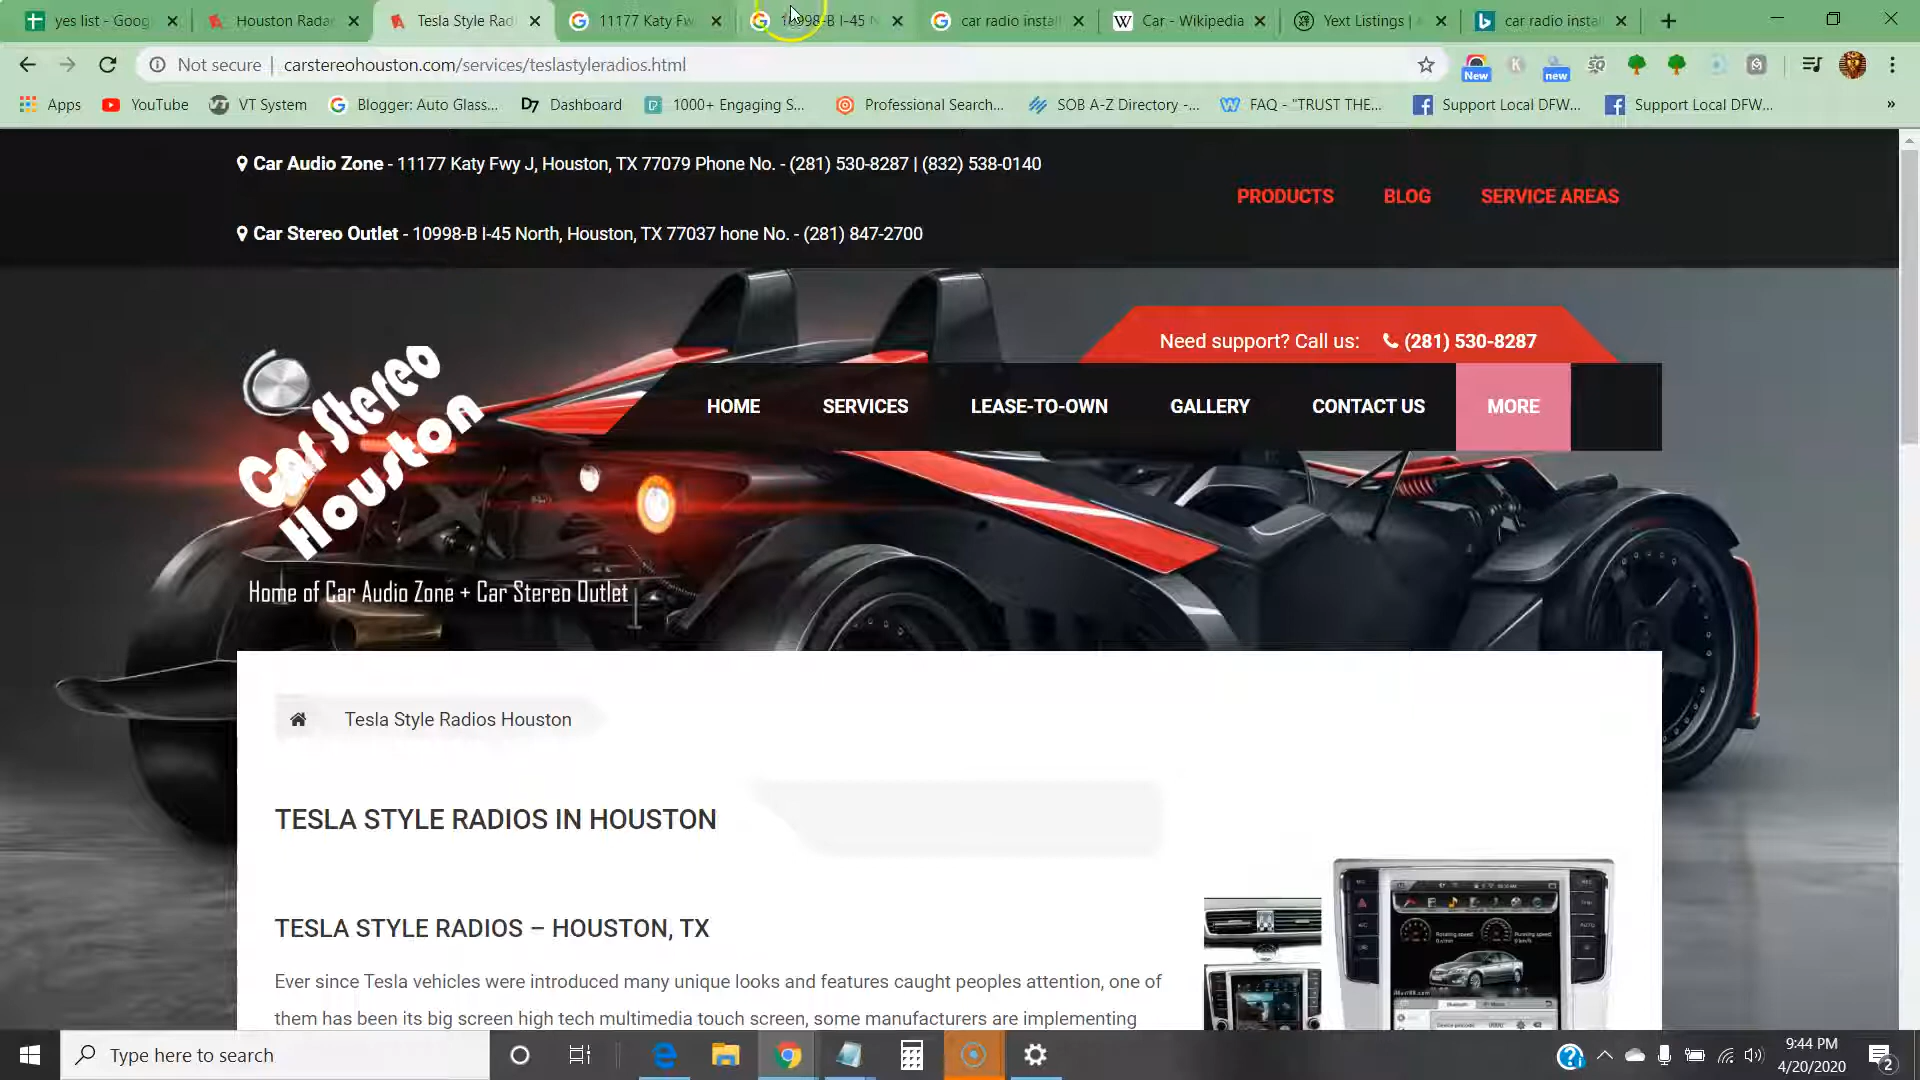 yes list - Goog
Houston Radar
Tesla Style Rad
11177 Katy Fw
10998-B I-45 N
car radio install
Car - Wikipedia
Yext Listings |
car radio insta
Not secure | carstereohouston.com/services/teslastyleradios.html
New
new
Apps
YouTube
VT System
Blogger: Auto Glass...
Dashboard
1000+ Engaging S...
Professional Search...
SOB A-Z Directory -...
FAQ - "TRUST THE...
Support Local DFW...
Support Local DFW...
»
Car Audio Zone - 11177 Katy Fwy J, Houston, TX 77079 Phone No. - (281) 530-8287 | (832) 538-0140
PRODUCTS BLOG SERVICE AREAS
Car Stereo Outlet - 10998-B I-45 North, Houston, TX 77037 hone No. - (281) 847-2700
Need support? Call us: (281) 530-8287
Car Stereo
Houston
HOME SERVICES LEASE-TO-OWN GALLERY CONTACT US MORE
Home of Car Audio Zone + Car Stereo Outlet
Tesla Style Radios Houston
TESLA STYLE RADIOS IN HOUSTON
TESLA STYLE RADIOS – HOUSTON, TX
Ever since Tesla vehicles were introduced many unique looks and features caught peoples attention, one of
them has been its big screen high tech multimedia touch screen, some manufacturers are implementing
Type here to search
9:44 PM
4/20/2020
2